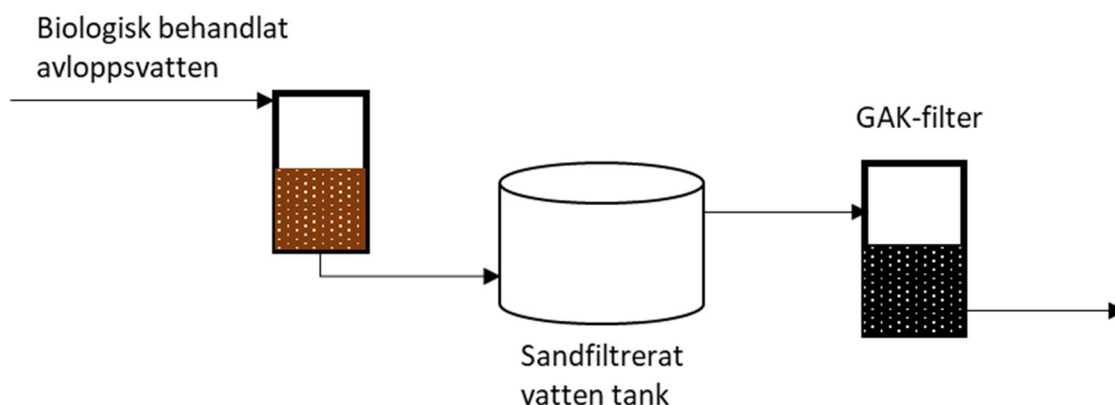 Biologisk behandlat
avloppsvatten
GAK-filter
Sandfiltrerat
vatten tank